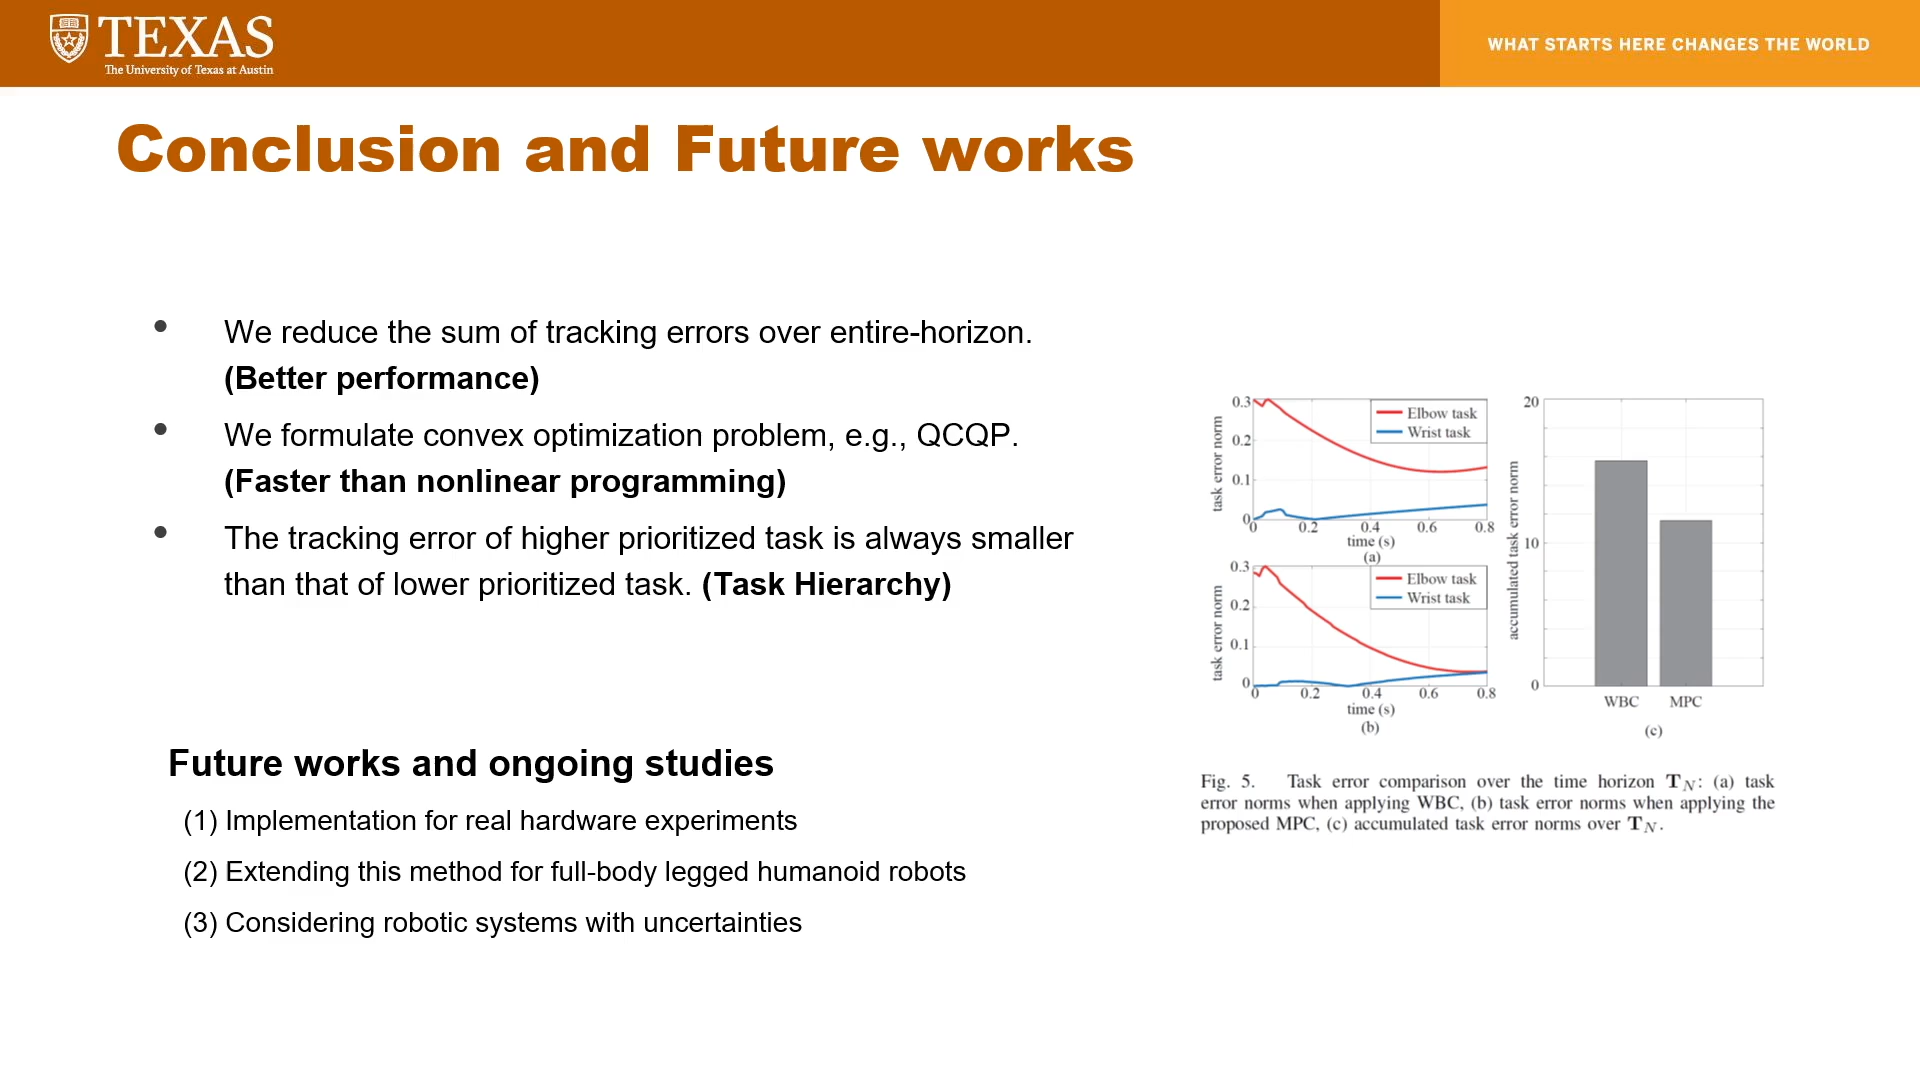 TEXAS
The University of Texas at Austin
WHAT STARTS HERE CHANGES THE WORLD
Conclusion and Future works
• We reduce the sum of tracking errors over entire-horizon.
(Better performance)
• We formulate convex optimization problem, e.g., QCQP.
(Faster than nonlinear programming)
• The tracking error of higher prioritized task is always smaller
than that of lower prioritized task. (Task Hierarchy)
Future works and ongoing studies
(1) Implementation for real hardware experiments
(2) Extending this method for full-body legged humanoid robots
(3) Considering robotic systems with uncertainties
task error norm
0.3
0.2
0.1
0
Elbow task
Wrist task
0 0.2 0.4 0.6 0.8
time (s)
(a)
task error norm
0.3
0.2
0.1
0
Elbow task
Wrist task
0 0.2 0.4 0.6 0.8
time (s)
(b)
accumulated task error norm
20
10
0
WBC MPC
(c)
Fig. 5. Task error comparison over the time horizon T_N: (a) task
error norms when applying WBC, (b) task error norms when applying the
proposed MPC, (c) accumulated task error norms over T_N.